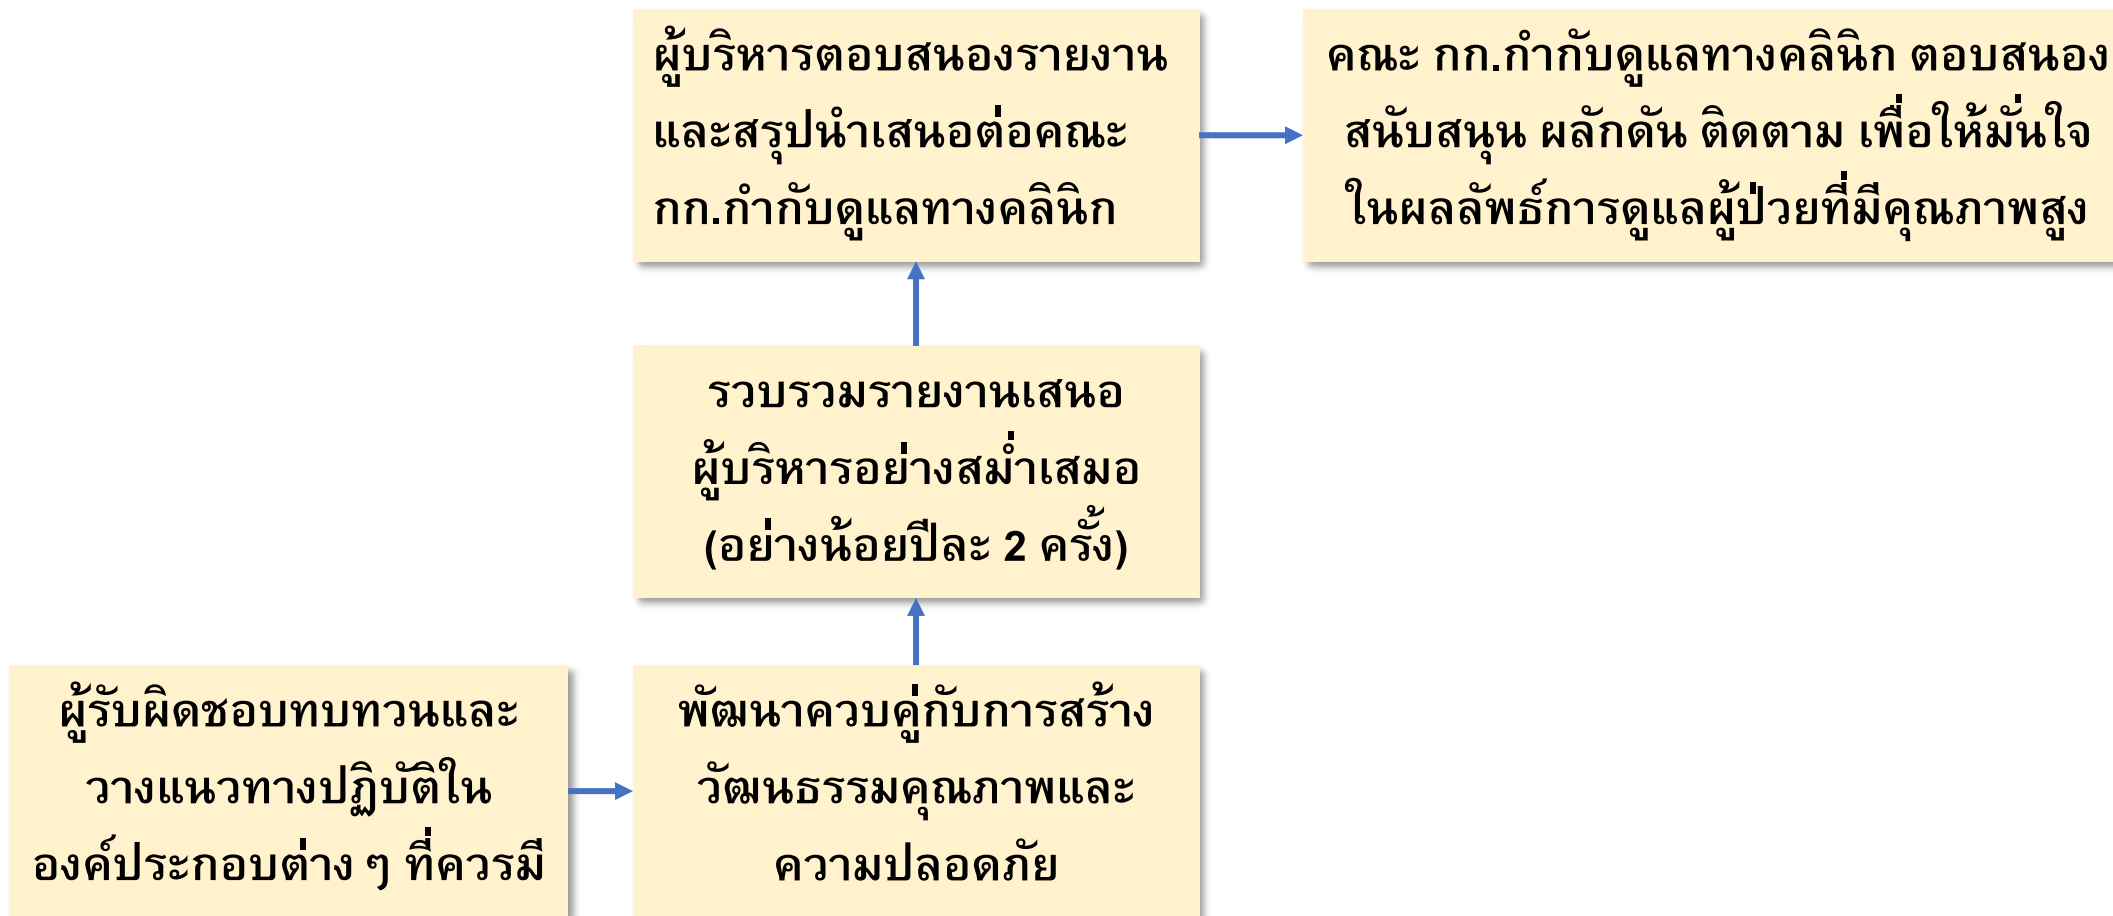 ผู้บริหารตอบสนองรายงาน
และสรุปนำเสนอต่อคณะ
กก.กำกับดูแลทางคลินิก
คณะ กก.กำกับดูแลทางคลินิก ตอบสนอง
สนับสนุน ผลักดัน ติดตาม เพื่อให้มั่นใจ
ในผลลัพธ์การดูแลผู้ป่วยที่มีคุณภาพสูง
รวบรวมรายงานเสนอ
ผู้บริหารอย่างสม่ำเสมอ
(อย่างน้อยปีละ 2 ครั้ง)
ผู้รับผิดชอบทบทวนและ
วางแนวทางปฏิบัติใน
องค์ประกอบต่าง ๆ ที่ควรมี
พัฒนาควบคู่กับการสร้าง
วัฒนธรรมคุณภาพและ
ความปลอดภัย